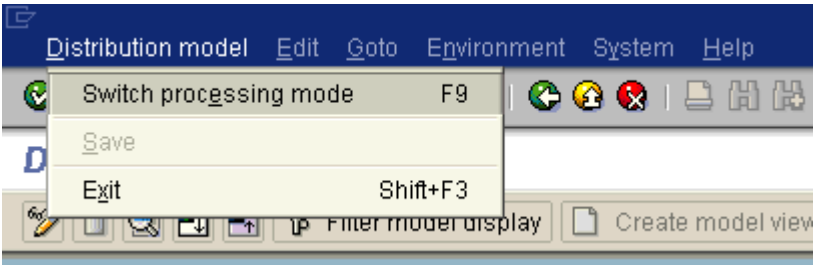 Distribution model Edit Goto Environment System Help
Switch processing mode F9
Save
Exit Shift+F3
Filter model display Create model view